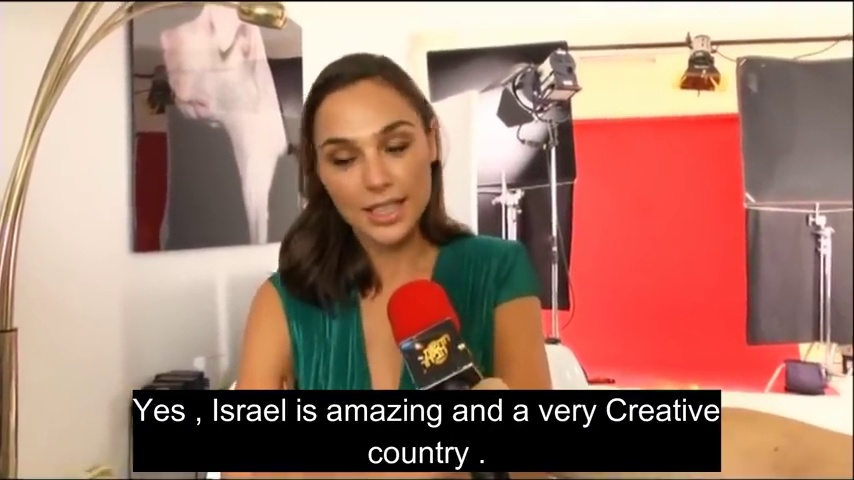 Yes , Israel is amazing and a very Creative
country .